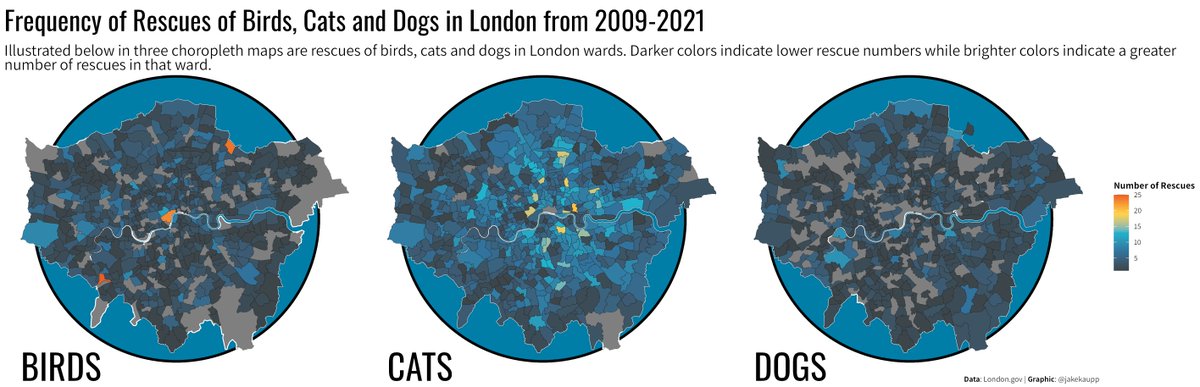 Frequency of Rescues of Birds, Cats and Dogs in London from 2009-2021
Illustrated below in three choropleth maps are rescues of birds, cats and dogs in London wards. Darker colors indicate lower rescue numbers while brighter colors indicate a greater
number of rescues in that ward.
Number of Rescues
25
20
15
10
5
BIRDS
CATS
DOGS
Data: London.gov | Graphic: @jakekaupp